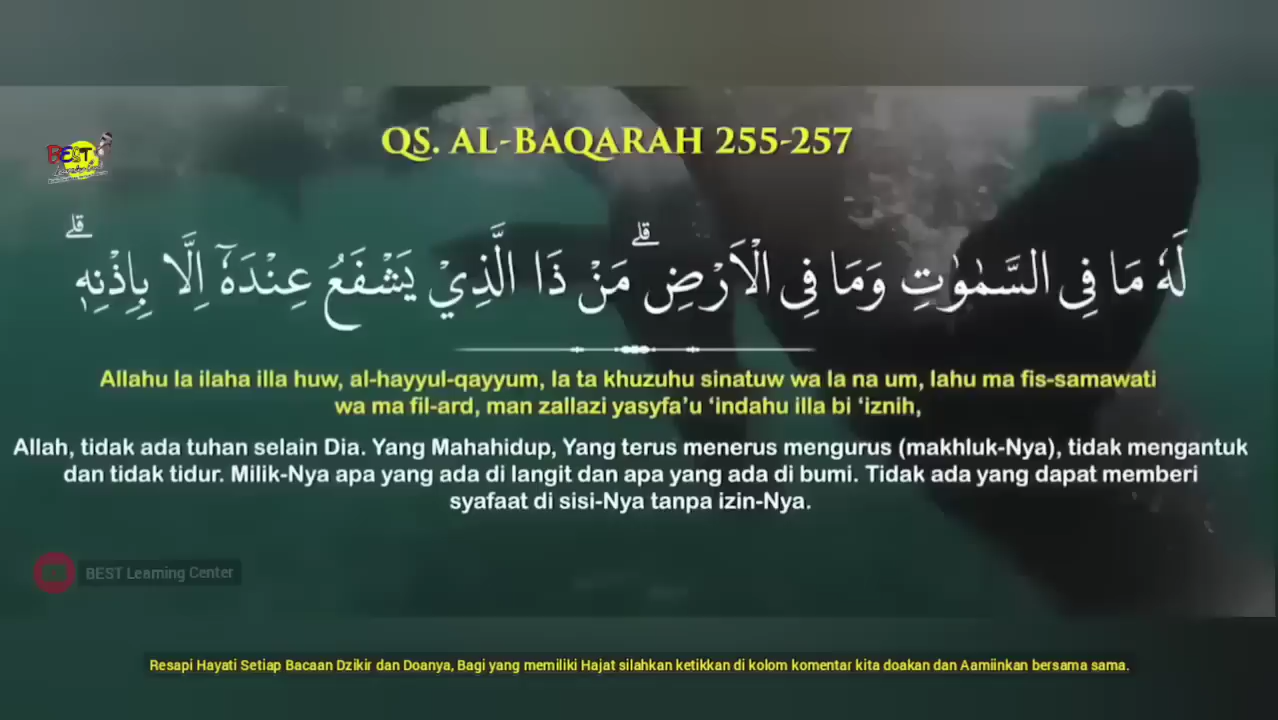 BEST
QS. AL-BAQARAH 255-257
لَهٗ مَا فِى السَّمٰوٰتِ وَمَا فِى الْاَرْضِۗ مَنْ ذَا الَّذِيْ يَشْفَعُ عِنْدَهٗٓ اِلَّا بِاِذْنِهٖۗ
Allahu la ilaha illa huw, al-hayyul-qayyum, la ta khuzuhu sinatuw wa la na um, lahu ma fis-samawati
wa ma fil-ard, man zallazi yasyfa’u ‘indahu illa bi ‘iznih,
Allah, tidak ada tuhan selain Dia. Yang Mahahidup, Yang terus menerus mengurus (makhluk-Nya), tidak mengantuk
dan tidak tidur. Milik-Nya apa yang ada di langit dan apa yang ada di bumi. Tidak ada yang dapat memberi
syafaat di sisi-Nya tanpa izin-Nya.
BEST Learning Center
Resapi Hayati Setiap Bacaan Dzikir dan Doanya, Bagi yang memiliki Hajat silahkan ketikkan di kolom komentar kita doakan dan Aamiinkan bersama sama.